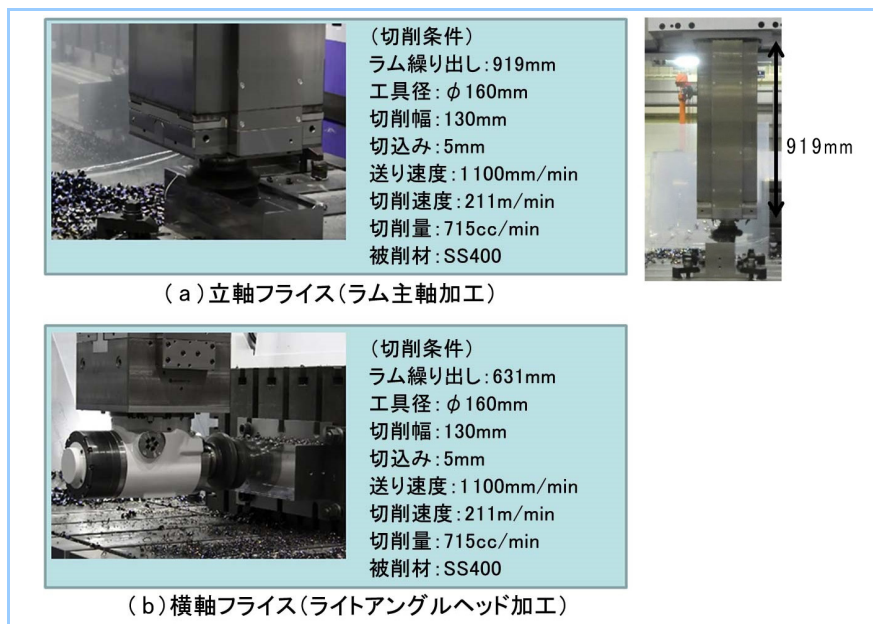 (切削条件)
ラム繰り出し:919mm
工具径:φ160mm
切削幅:130mm
切込み:5mm
送り速度:1100mm/min
切削速度:211m/min
切削量:715cc/min
被削材:SS400
919mm
(a)立軸フライス(ラム主軸加工)
(切削条件)
ラム繰り出し:631mm
工具径:φ160mm
切削幅:130mm
切込み:5mm
送り速度:1100mm/min
切削速度:211m/min
切削量:715cc/min
被削材:SS400
(b)横軸フライス(ライトアングルヘッド加工)